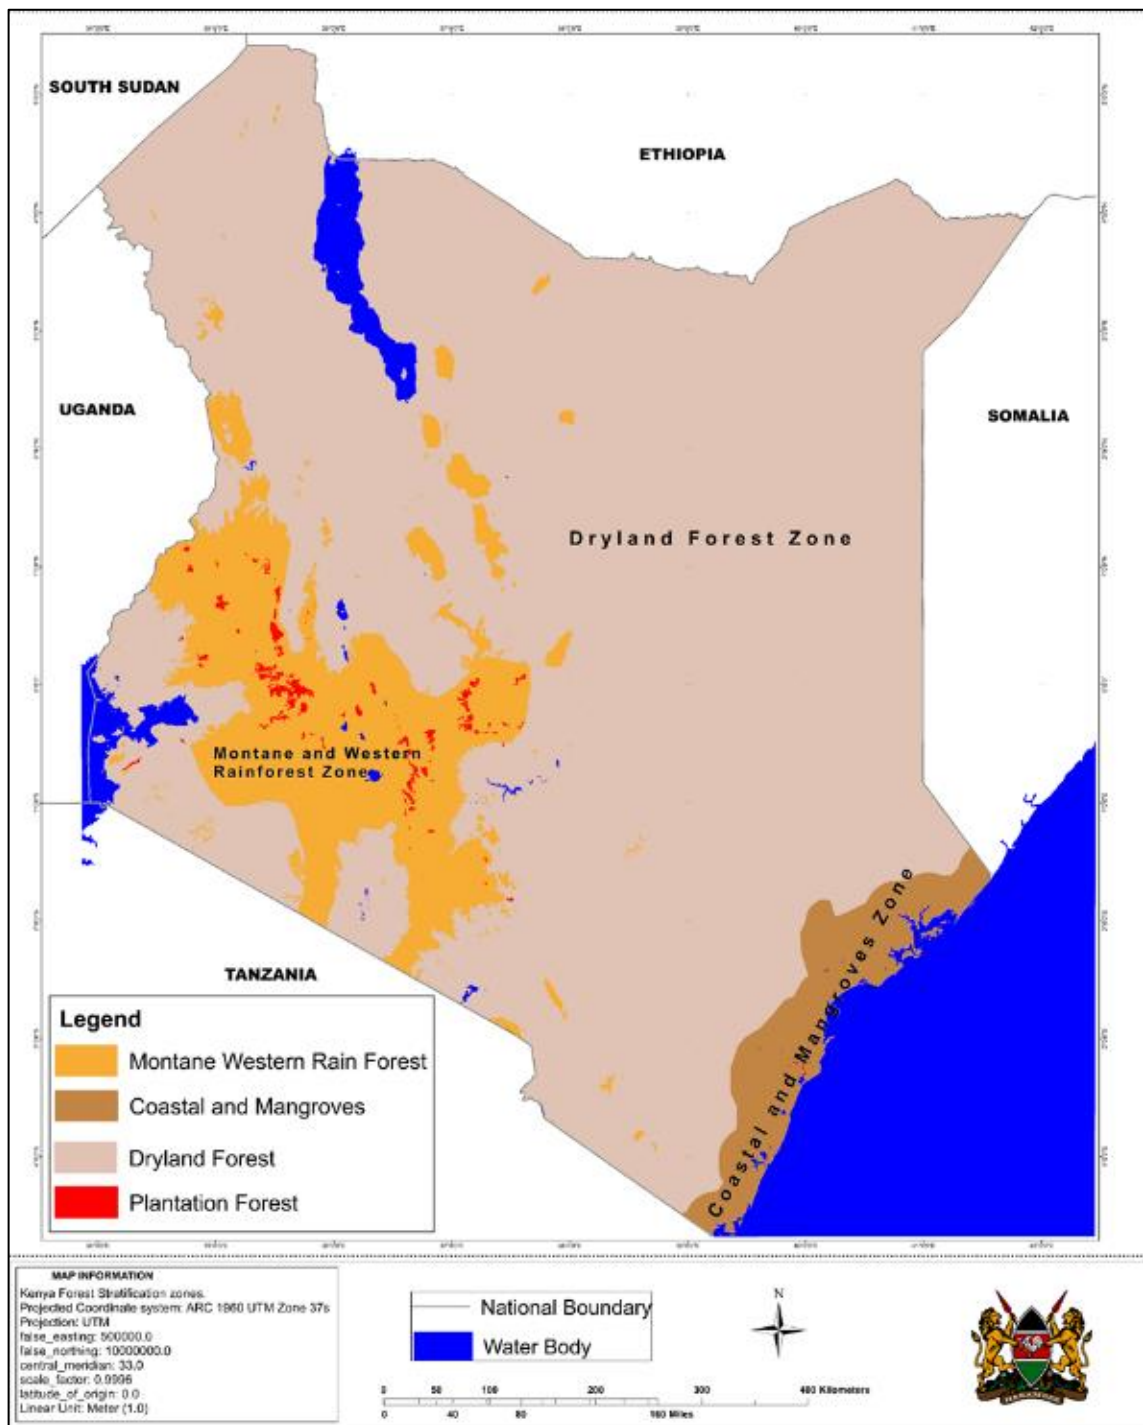 SOUTH SUDAN
ETHIOPIA
UGANDA
SOMALIA
Dryland Forest Zone
Montane and Western
Rainforest Zone
Coastal and Mangroves Zone
TANZANIA
Legend
Montane Western Rain Forest
Coastal and Mangroves
Dryland Forest
Plantation Forest
MAP INFORMATION
Kenya Forest Stratification zones.
Projected Coordinate system: ARC 1960 UTM Zone 37s
Projection: UTM
false_easting: 500000.0
false_northing: 10000000.0
central_meridian: 33.0
scale_factor: 0.9996
latitude_of_origin: 0.0
Linear Unit: Meter (1.0)
National Boundary
Water Body
N
0 50 100 200 300 400 Kilometers
0 40 80 160 Miles
HARAMBEE